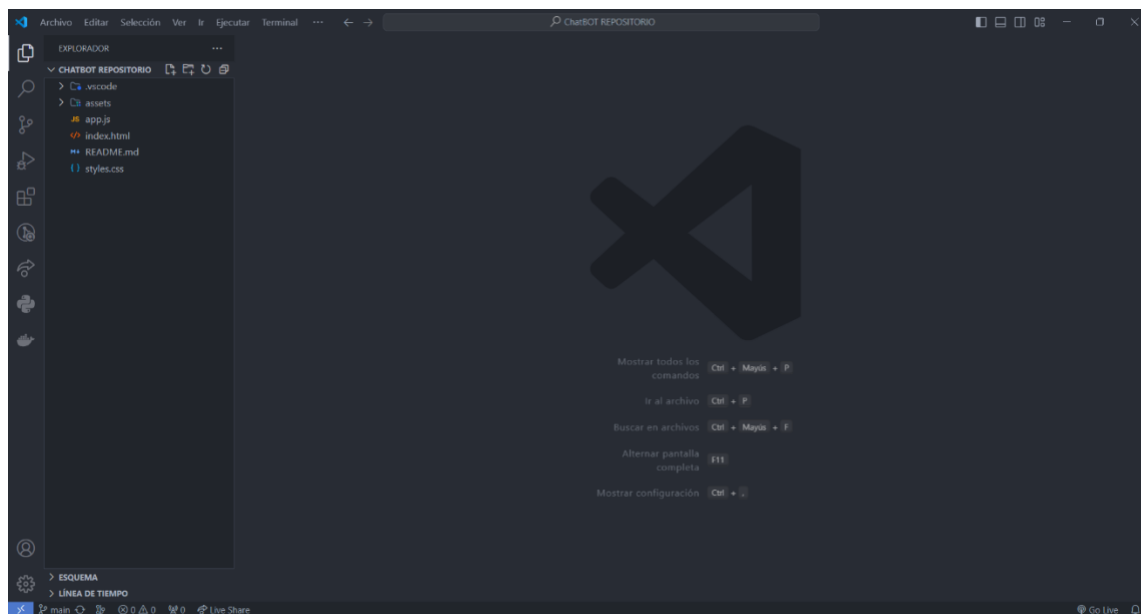 Archivo Editar Selección Ver Ir Ejecutar Terminal ··· ChatBOT REPOSITORIO
EXPLORADOR ···
CHATBOT REPOSITORIO
.vscode
assets
JS app.js
index.html
README.md
styles.css
Mostrar todos los
comandos Ctrl + Mayús + P
Ir al archivo Ctrl + P
Buscar en archivos Ctrl + Mayús + F
Alternar pantalla
completa F11
Mostrar configuración Ctrl + ,
ESQUEMA
LÍNEA DE TIEMPO
main 0 0 0 Live Share Go Live